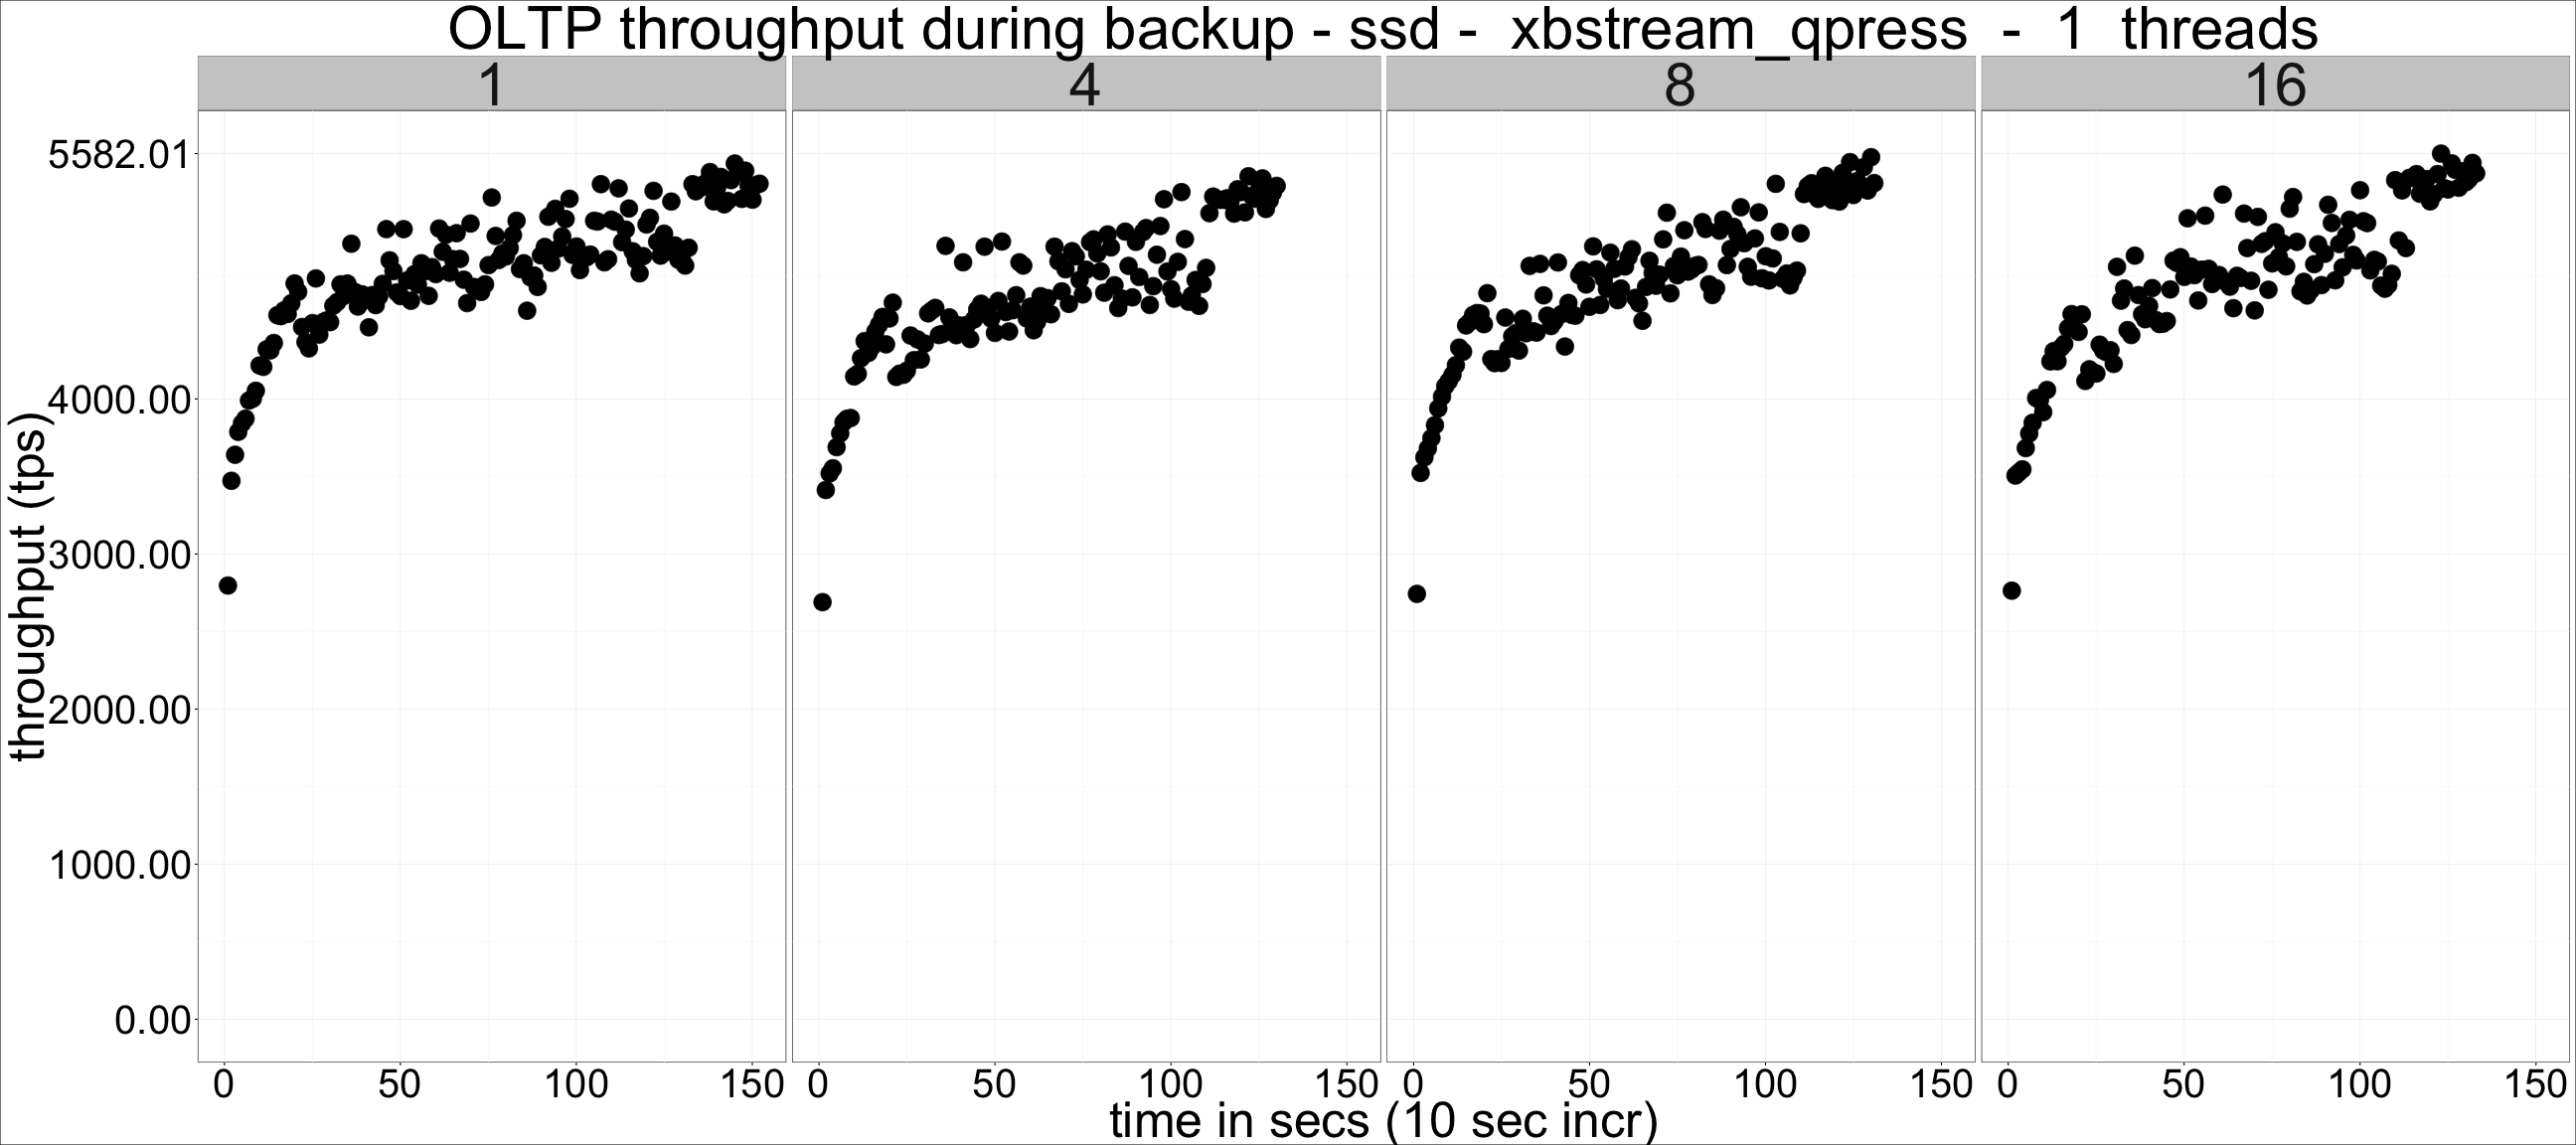 OLTP throughput during backup - ssd -  xbstream_qpress  -  1  threads
1 4 8 16
throughput (tps)
5582.01
4000.00
3000.00
2000.00
1000.00
0.00
0 50 100 150 0 50 100 150 0 50 100 150 0 50 100 150
time in secs (10 sec incr)